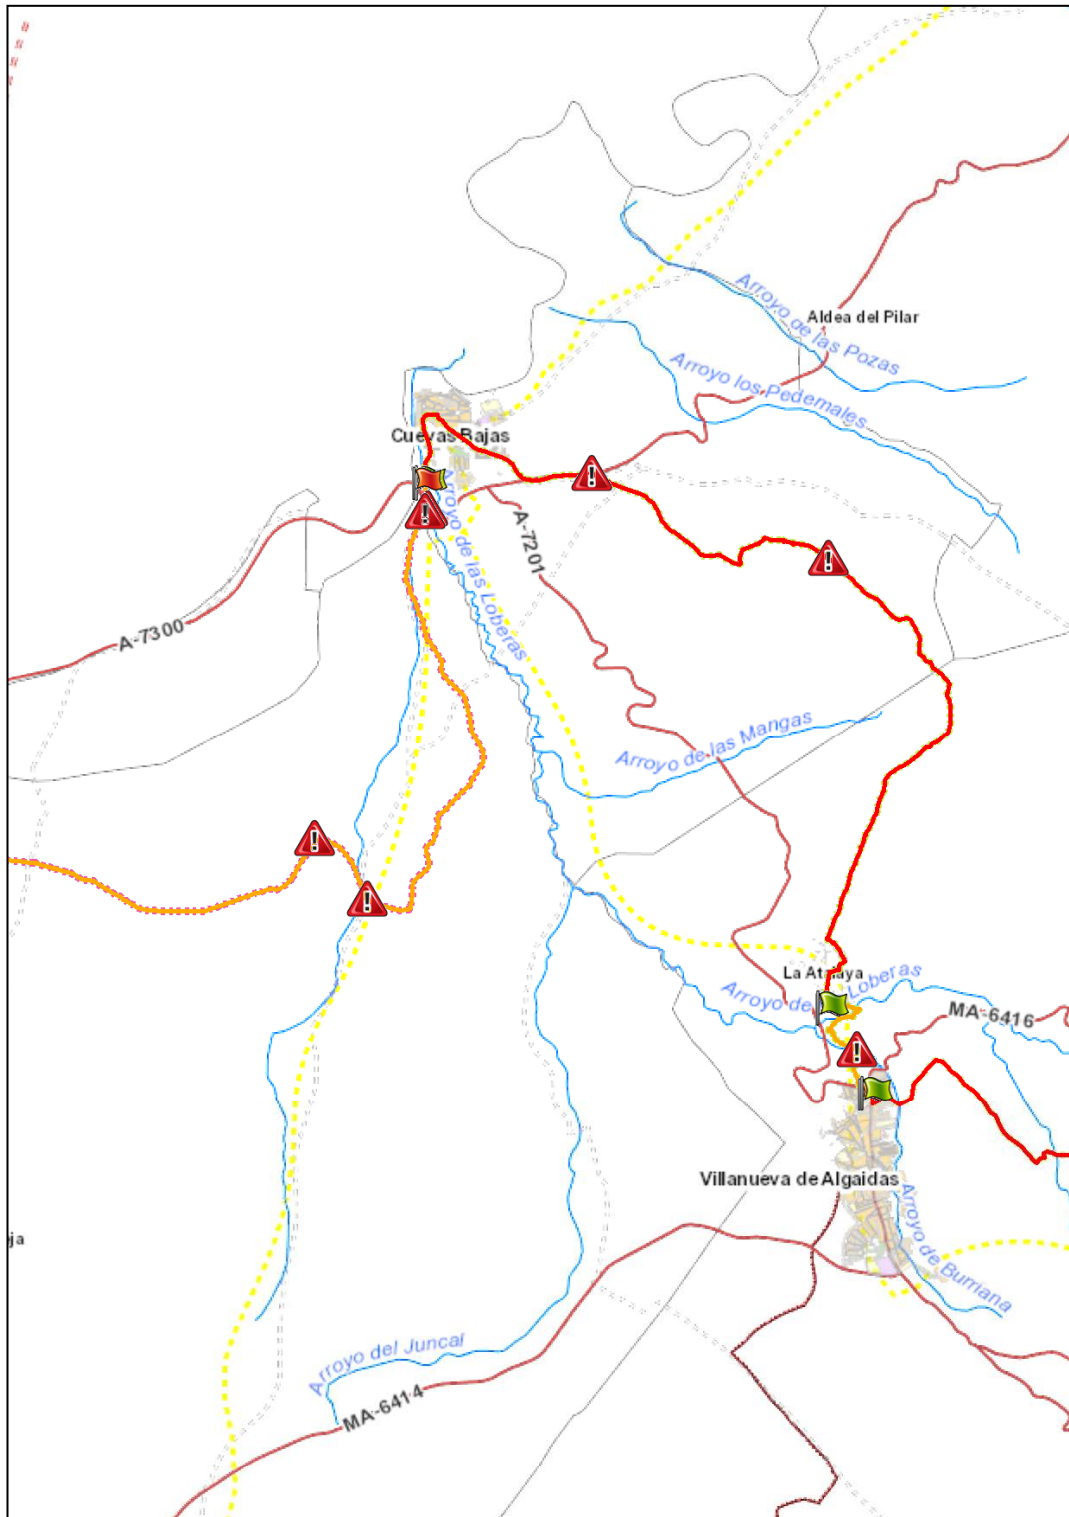 Arroyo de las Pozas
Aldea del Pilar
Arroyo los Pedernales
Cuevas Bajas
Arroyo de las Loberas
A-7201
A-7300
Arroyo de las Mangas
La Atalaya
Arroyo de Loberas
MA-6416
Villanueva de Algaidas
Arroyo de Burriana
ja
Arroyo del Juncal
MA-6414